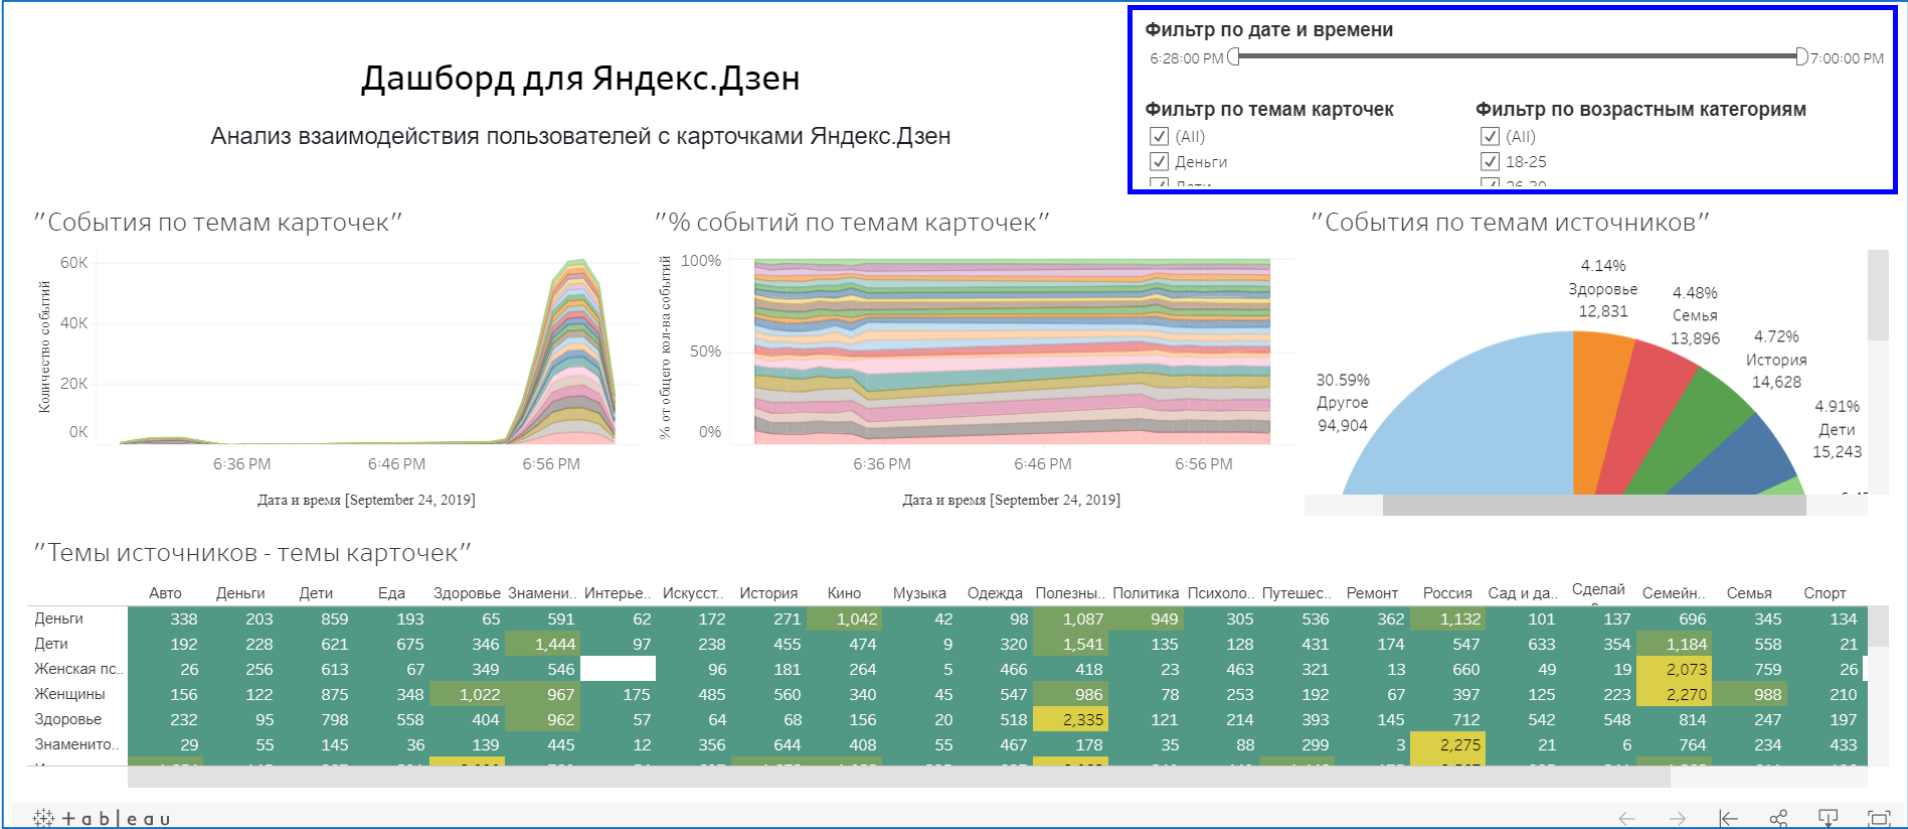 Фильтр по дате и времени
6:28:00 PM 7:00:00 PM
Дашборд для Яндекс.Дзен
Анализ взаимодействия пользователей с карточками Яндекс.Дзен
Фильтр по темам карточек Фильтр по возрастным категориям
(All) (All)
Деньги 18-25
"События по темам карточек" "% событий по темам карточек" "События по темам источников"
Количество событий
60K
40K
20K
0K
6:36 PM 6:46 PM 6:56 PM
Дата и время [September 24, 2019]
% от общего кол-ва событий
100%
50%
0%
6:36 PM 6:46 PM 6:56 PM
Дата и время [September 24, 2019]
4.14%
Здоровье
12,831
4.48%
Семья
13,896
4.72%
История
14,628
4.91%
Дети
15,243
30.59%
Другое
94,904
"Темы источников - темы карточек"
Авто Деньги Дети Еда Здоровье Знамени.. Интерье.. Искусст.. История Кино Музыка Одежда Полезны.. Политика Психоло.. Путешес.. Ремонт Россия Сад и да.. Сделай Семейн.. Семья Спорт
Деньги 338 203 859 193 65 591 62 172 271 1,042 42 98 1,087 949 305 536 362 1,132 101 137 696 345 134
Дети 192 228 621 675 346 1,444 97 238 455 474 9 320 1,541 135 128 431 174 547 633 354 1,184 558 21
Женская пс.. 26 256 613 67 349 546 96 181 264 5 466 418 23 463 321 13 660 49 19 2,073 759 26
Женщины 156 122 875 348 1,022 967 175 485 560 340 45 547 986 78 253 192 67 397 125 223 2,270 988 210
Здоровье 232 95 798 558 404 962 57 64 68 156 20 518 2,335 121 214 393 145 712 542 548 814 247 197
Знаменито.. 29 55 145 36 139 445 12 356 644 408 55 467 178 35 88 299 3 2,275 21 6 764 234 433
+ableau